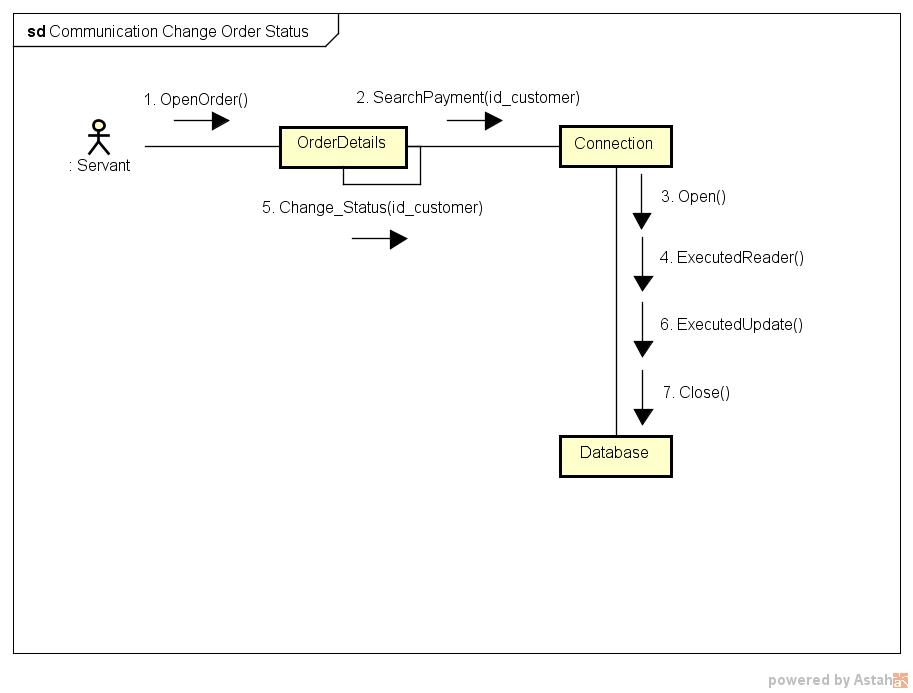 sd Communication Change Order Status
1. OpenOrder()
2. SearchPayment(id_customer)
OrderDetails
Connection
: Servant
3. Open()
5. Change_Status(id_customer)
4. ExecutedReader()
6. ExecutedUpdate()
7. Close()
Database
powered by Astah